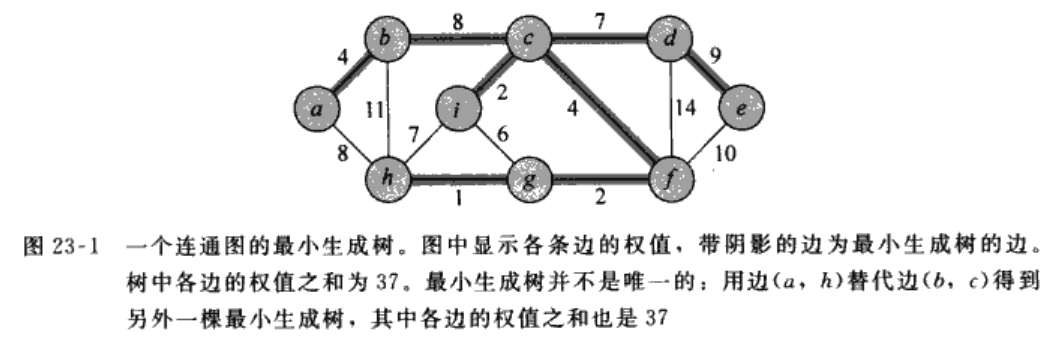 8 7
b c d
4 9
2
a 11 i 4 14 e
7 6
8 10
h g f
1 2
图 23-1 一个连通图的最小生成树。图中显示各条边的权值，带阴影的边为最小生成树的边。
树中各边的权值之和为 37。最小生成树并不是唯一的；用边(a, h)替代边(b, c)得到
另外一棵最小生成树，其中各边的权值之和也是 37